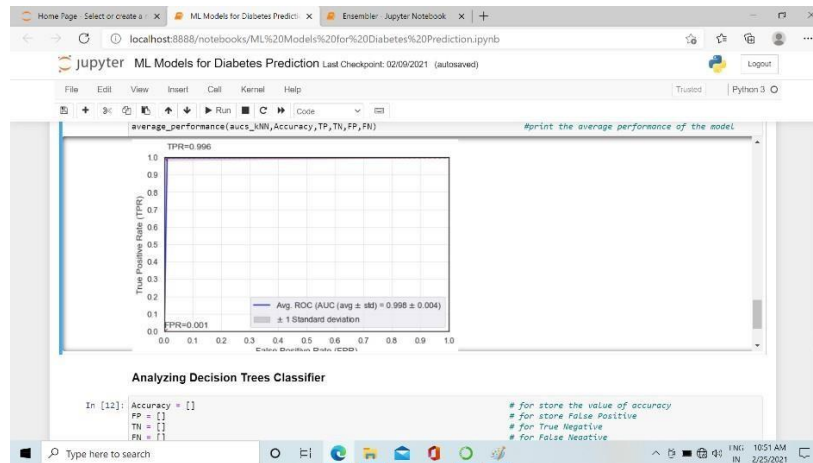 Home Page - Select or create a n
ML Models for Diabetes Predicti
Ensembler - Jupyter Notebook
localhost:8888/notebooks/ML%20Models%20for%20Diabetes%20Prediction.ipynb
jupyter ML Models for Diabetes Prediction Last Checkpoint: 02/09/2021 (autosaved)
Logout
File Edit View Insert Cell Kernel Help
Trusted Python 3
Run Code
average_performance(aucs_kNN,Accuracy,TP,TN,FP,FN) #print the average performance of the model
TPR=0.996
1.0
0.9
0.8
0.7
0.6
0.5
0.4
0.3
0.2
0.1
0.0
True Positive Rate (TPR)
Avg. ROC (AUC (avg ± std) = 0.998 ± 0.004)
± 1 Standard deviation
FPR=0.001
0.0 0.1 0.2 0.3 0.4 0.5 0.6 0.7 0.8 0.9 1.0
False Positive Rate (FPR)
Analyzing Decision Trees Classifier
In [12]: Accuracy = [] # for store the value of accuracy
FP = [] # for store False Positive
TN = [] # for True Negative
FN = [] # for False Negative
Type here to search
ENG 10:51 AM
IN 2/25/2021